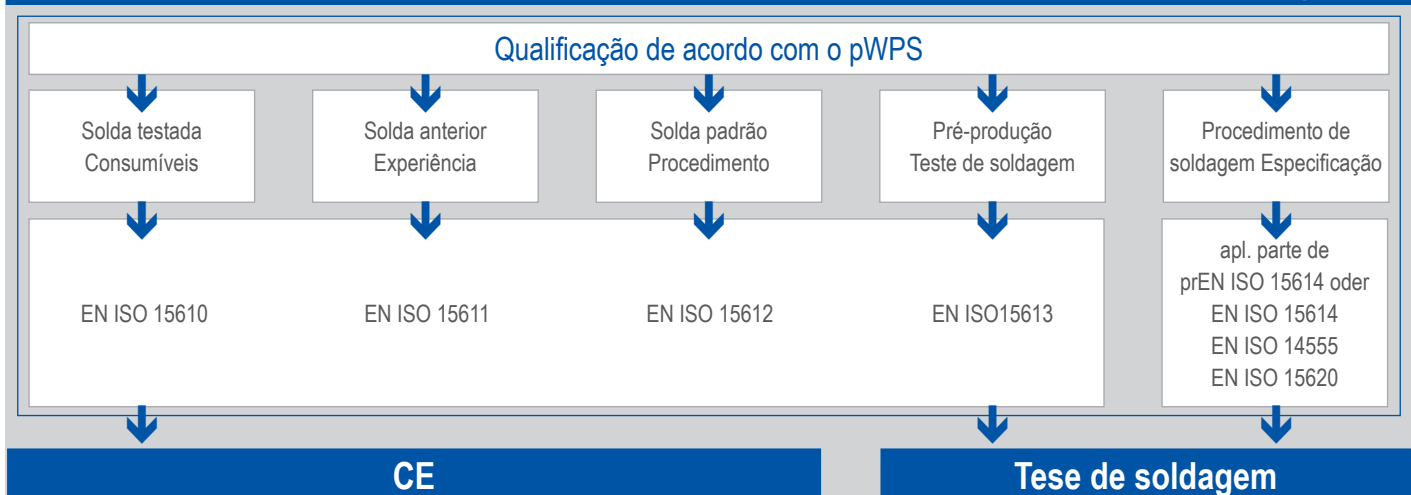 Qualificação de acordo com o pWPS
Solda testada
Consumíveis
Solda anterior
Experiência
Solda padrão
Procedimento
Pré-produção
Teste de soldagem
Procedimento de
soldagem Especificação
EN ISO 15610
EN ISO 15611
EN ISO 15612
EN ISO15613
apl. parte de
prEN ISO 15614 oder
EN ISO 15614
EN ISO 14555
EN ISO 15620
CE
Tese de soldagem